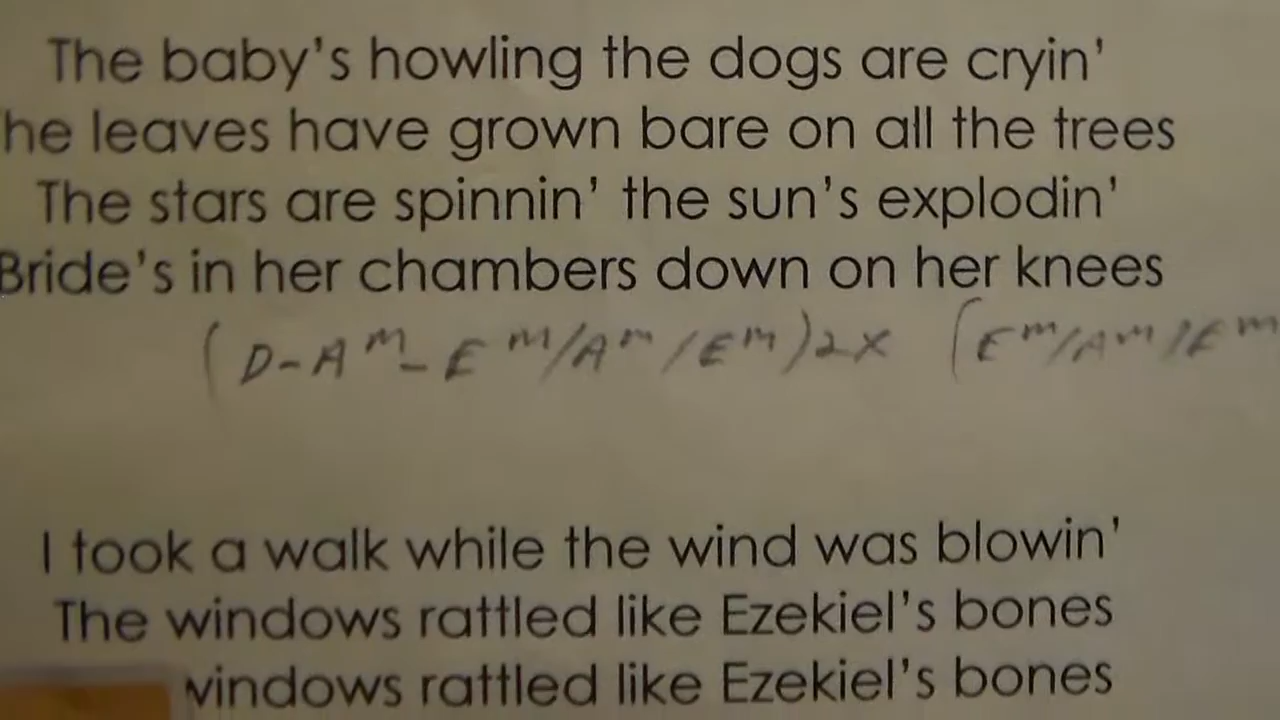 The baby's howling the dogs are cryin'
he leaves have grown bare on all the trees
The stars are spinnin' the sun's explodin'
Bride's in her chambers down on her knees
(D-Am-Em/Am/Em)2x (Em/Am/Em
I took a walk while the wind was blowin'
The windows rattled like Ezekiel's bones
windows rattled like Ezekiel's bones